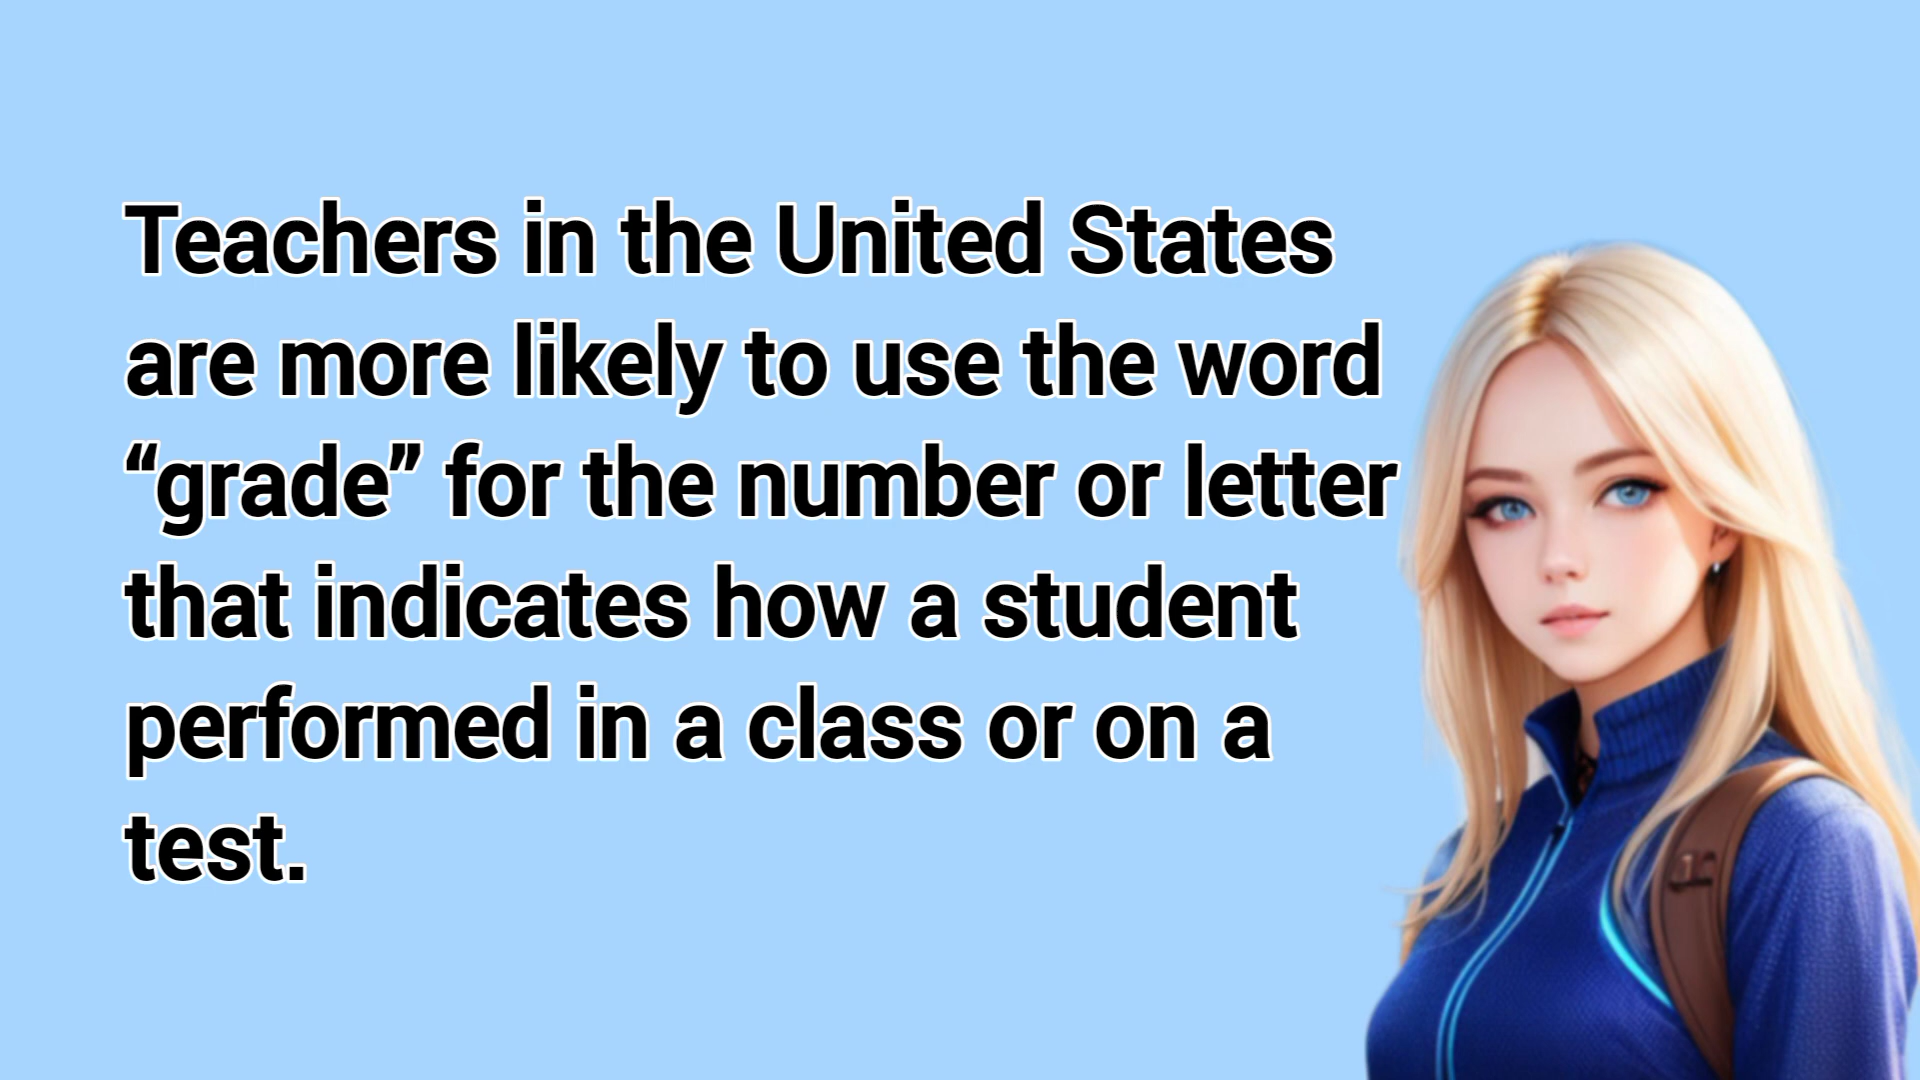 Teachers in the United States
are more likely to use the word
“grade” for the number or letter
that indicates how a student
performed in a class or on a
test.